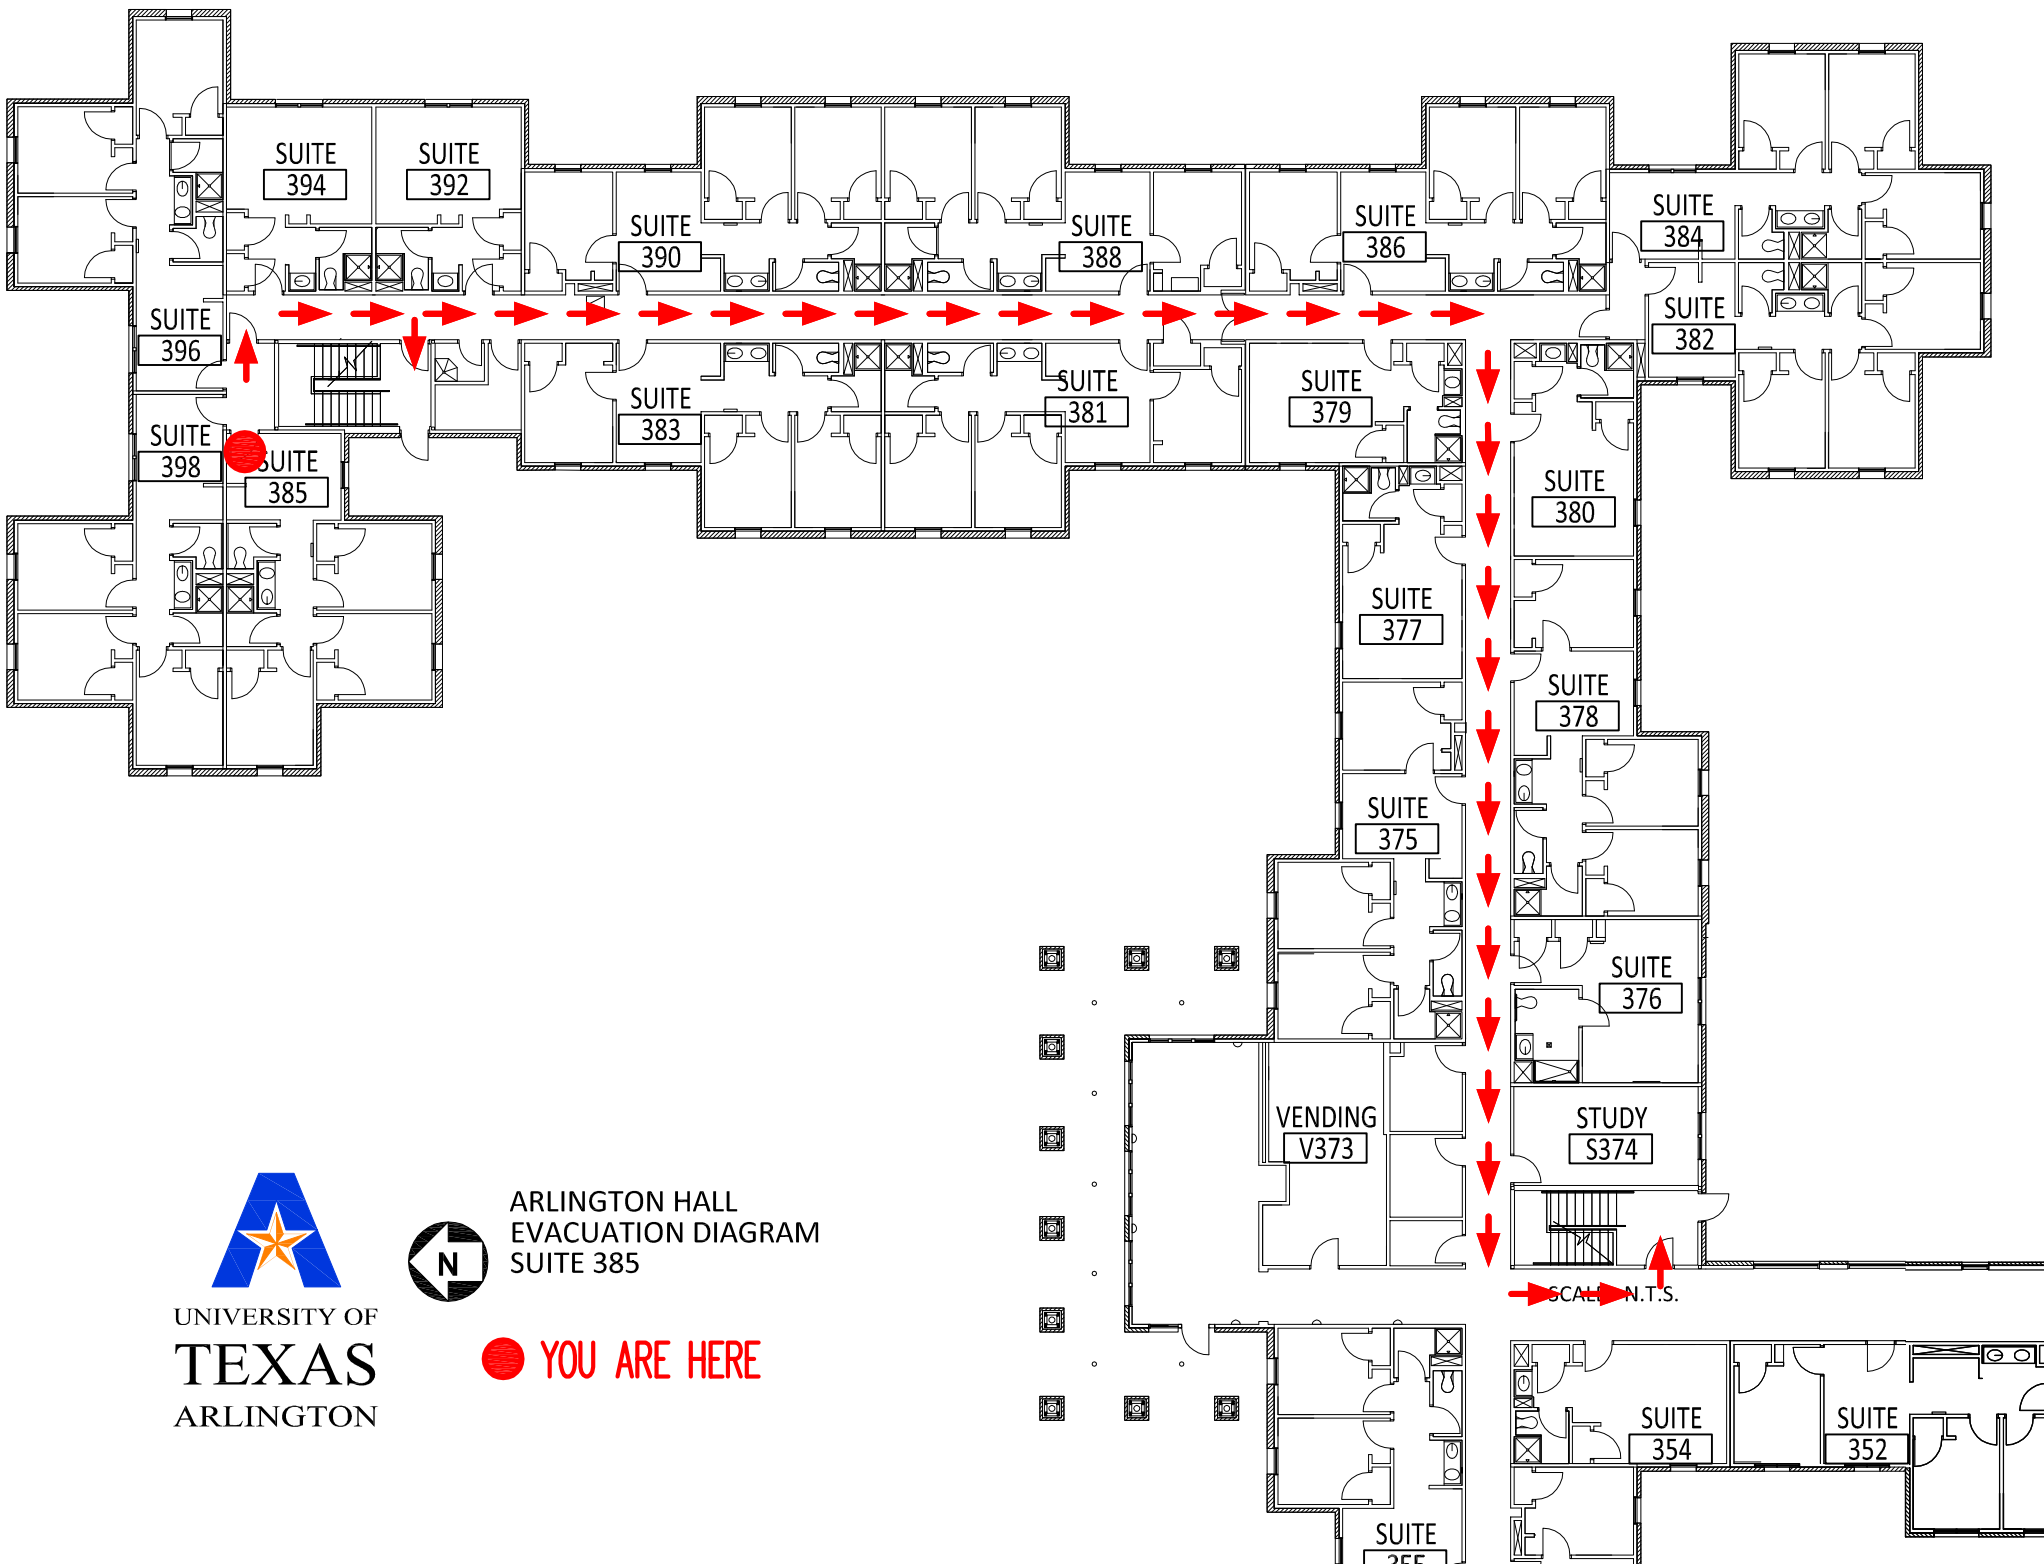 SUITE
394
SUITE
392
SUITE
390
SUITE
388
SUITE
386
SUITE
384
SUITE
396
SUITE
382
SUITE
383
SUITE
381
SUITE
379
SUITE
398
SUITE
385
SUITE
380
SUITE
377
SUITE
378
SUITE
375
SUITE
376
VENDING
V373
STUDY
S374
N
ARLINGTON HALL
EVACUATION DIAGRAM
SUITE 385
SCALE N.T.S.
UNIVERSITY OF
TEXAS
ARLINGTON
YOU ARE HERE
SUITE
354
SUITE
352
SUITE